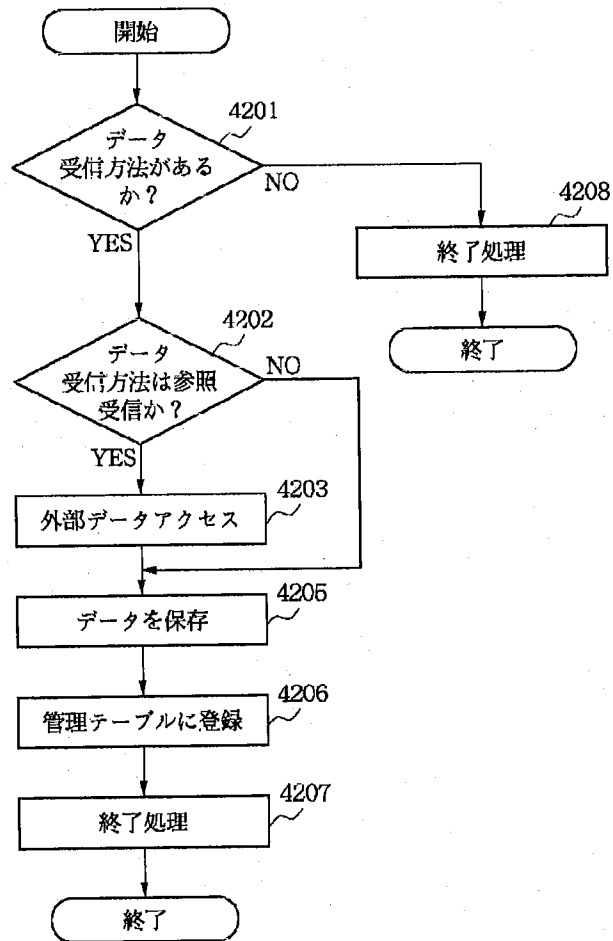 開始
4201
データ
受信方法がある
か？
NO
YES
4208
終了処理
終了
4202
データ
受信方法は参照
受信か？
NO
YES
4203
外部データアクセス
4205
データを保存
4206
管理テーブルに登録
4207
終了処理
終了